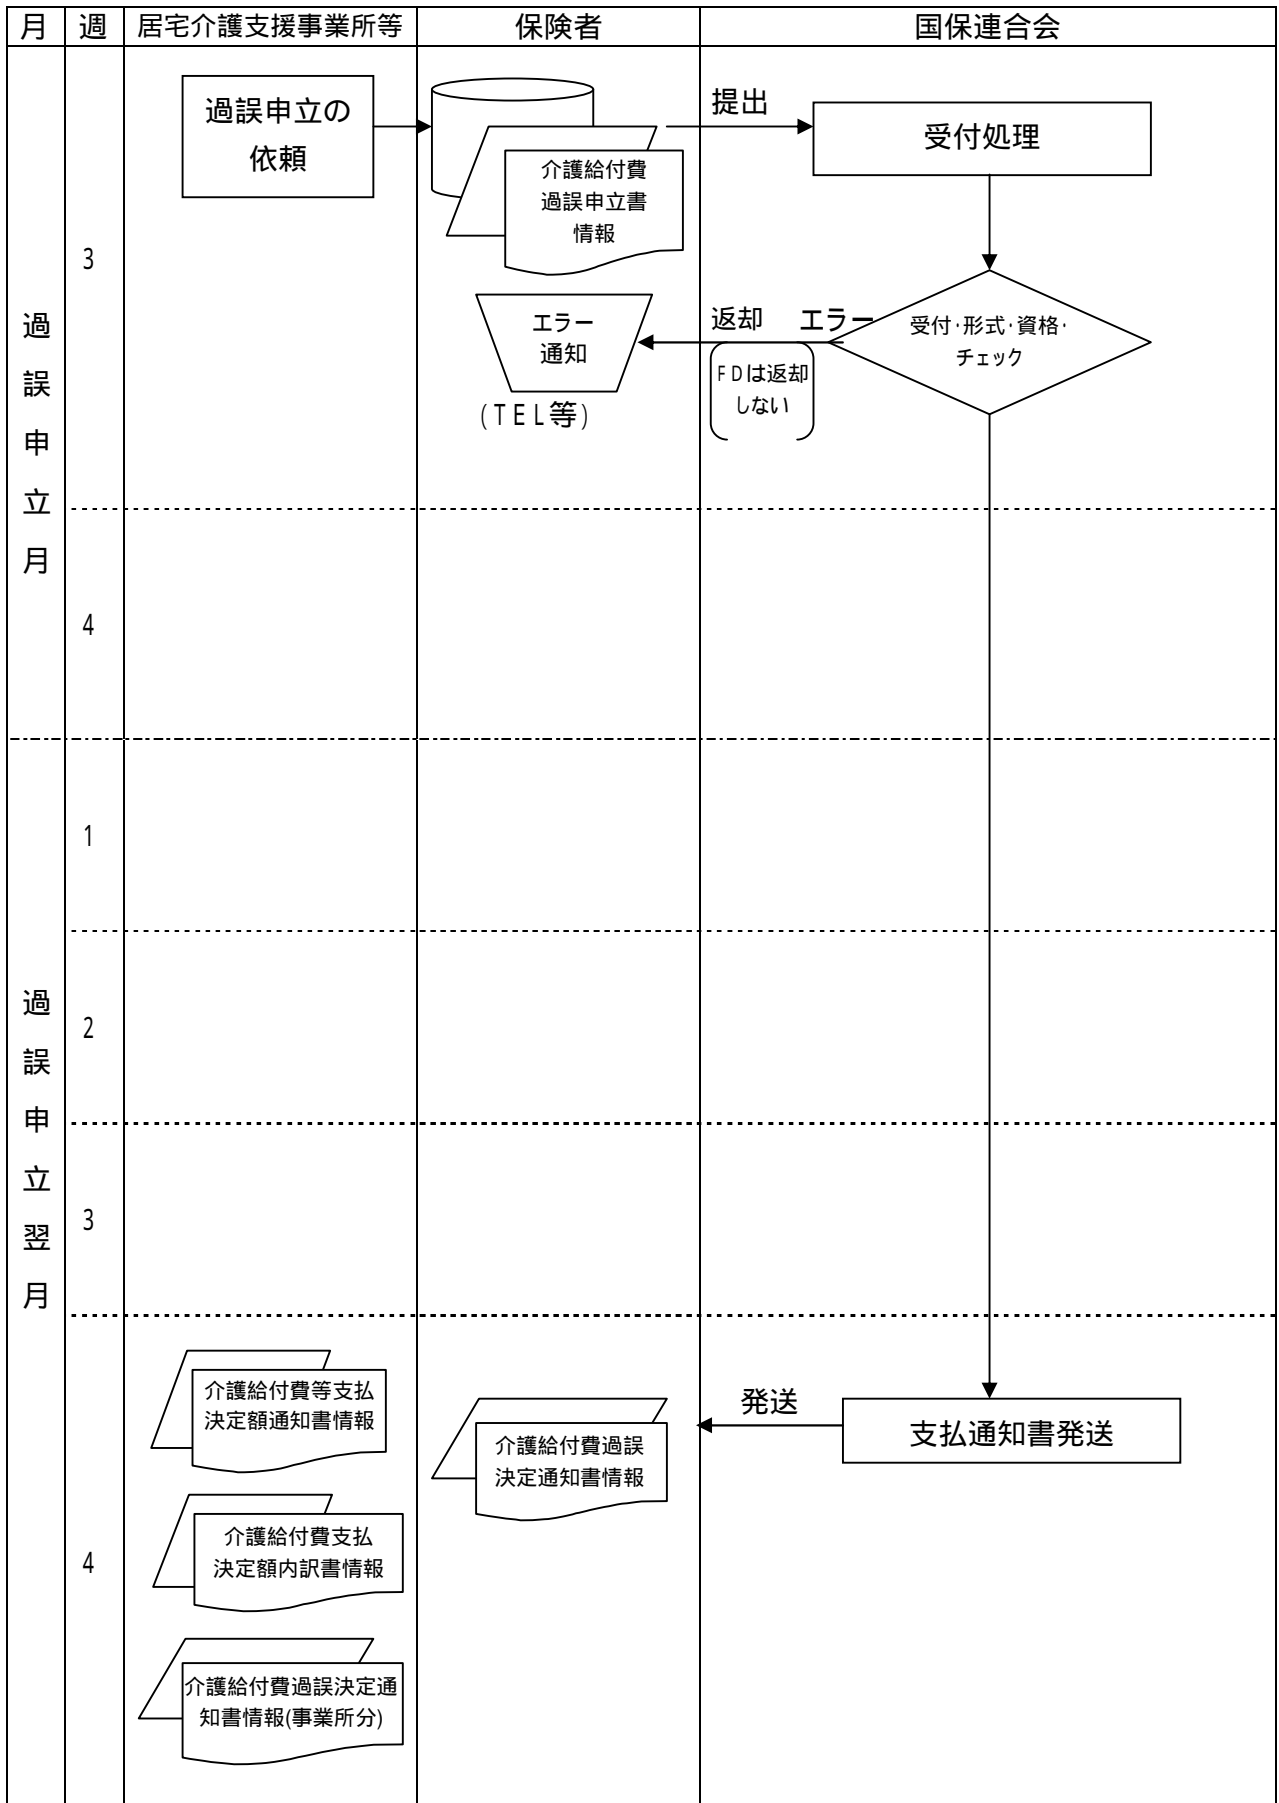 月 週 居宅介護支援事業所等 保険者 国保連合会
過誤申立月
3
過誤申立の
依頼
介護給付費
過誤申立書
情報
提出
受付処理
受付・形式・資格・
チェック
エラー
返却
FDは返却
しない
エラー
通知
(TEL等)
4
過誤申立翌月
1
2
3
4
支払通知書発送
発送
介護給付費過誤
決定通知書情報
介護給付費等支払
決定額通知書情報
介護給付費支払
決定額内訳書情報
介護給付費過誤決定通
知書情報(事業所分)